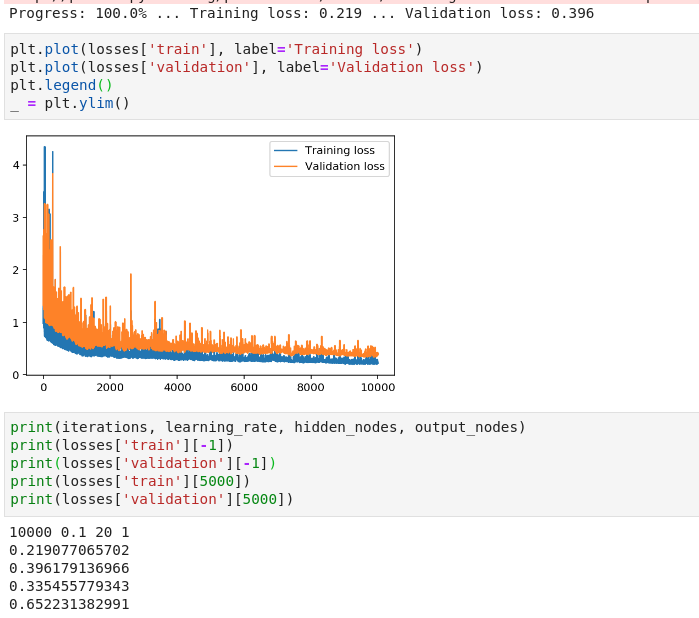 Progress: 100.0% ... Training loss: 0.219 ... Validation loss: 0.396
plt.plot(losses['train'], label='Training loss')
plt.plot(losses['validation'], label='Validation loss')
plt.legend()
_ = plt.ylim()
Training loss
Validation loss
4
3
2
1
0
0 2000 4000 6000 8000 10000
print(iterations, learning_rate, hidden_nodes, output_nodes)
print(losses['train'][-1])
print(losses['validation'][-1])
print(losses['train'][5000])
print(losses['validation'][5000])
10000 0.1 20 1
0.219077065702
0.396179136966
0.335455779343
0.652231382991